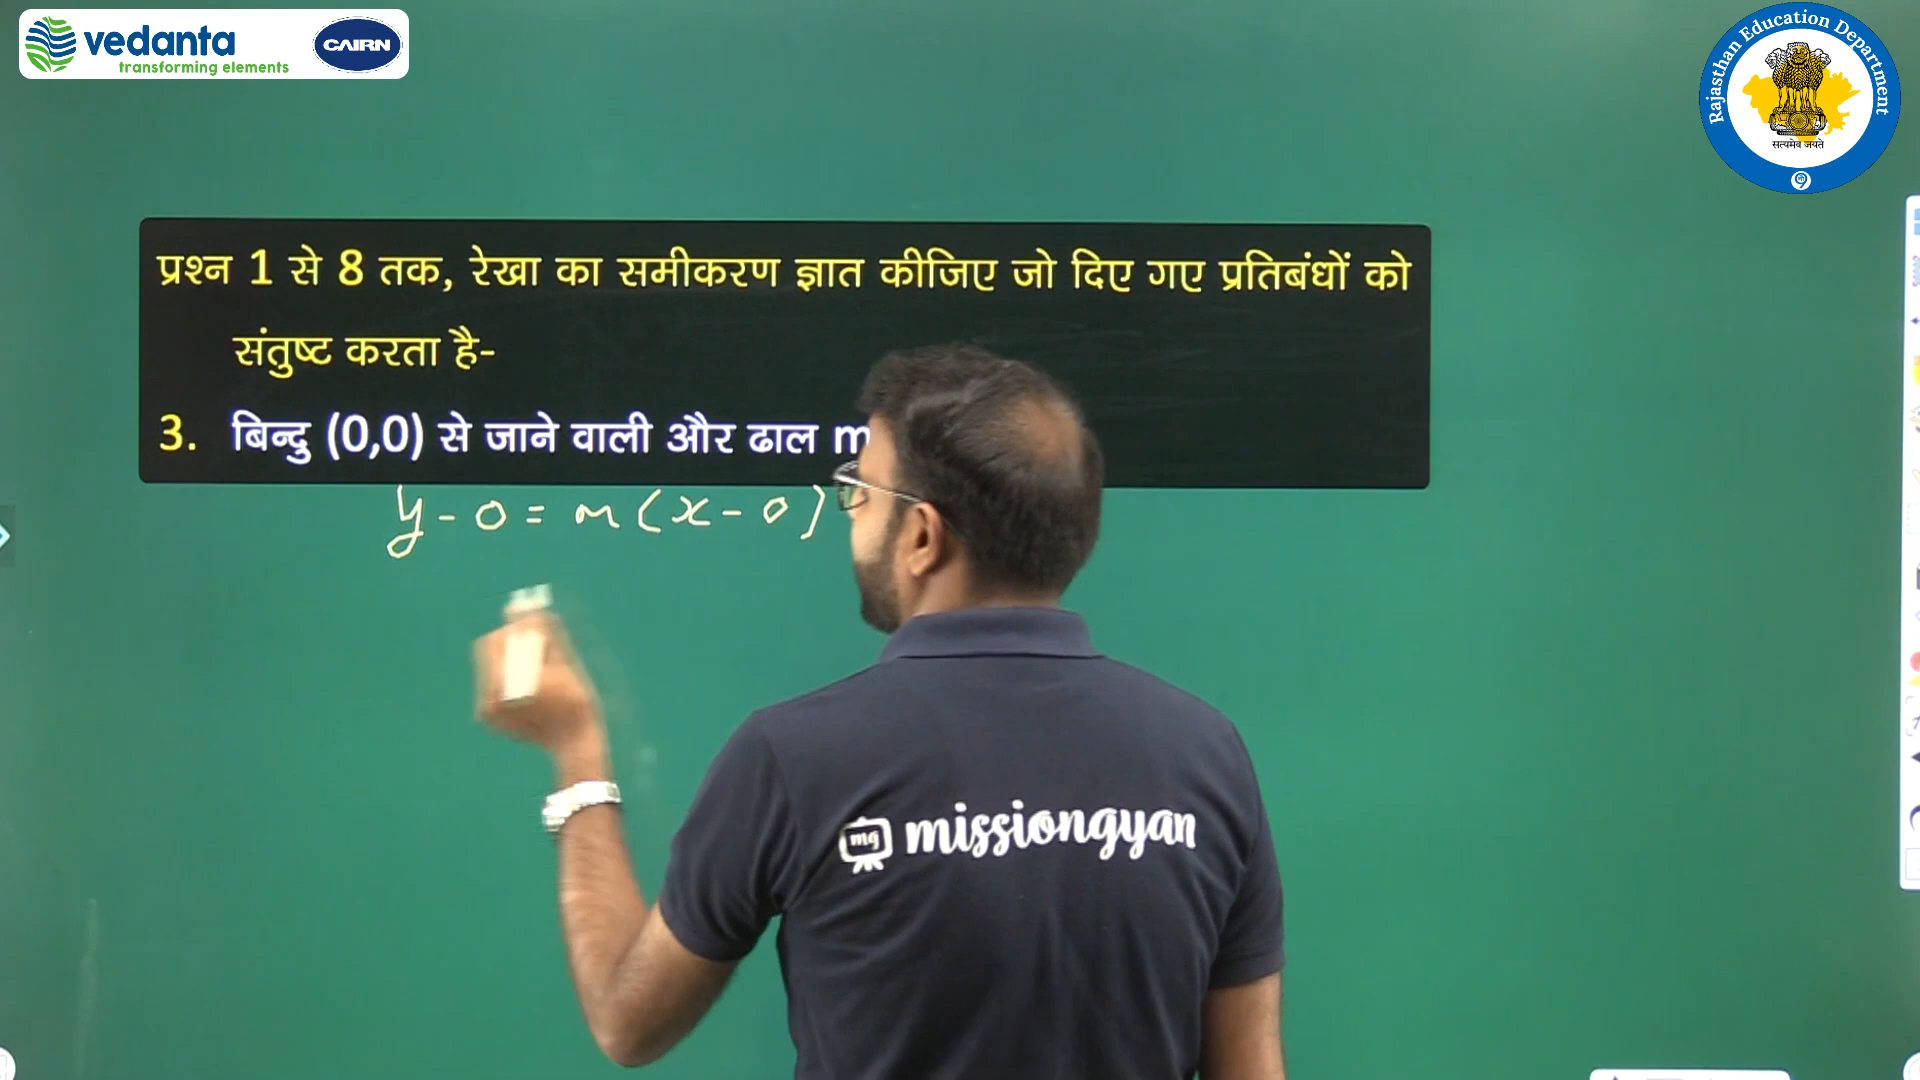 vedanta
transforming elements
CAIRN
Rajasthan Education Department
सत्यमेव जयते
प्रश्न 1 से 8 तक, रेखा का समीकरण ज्ञात कीजिए जो दिए गए प्रतिबंधों को
संतुष्ट करता है-
3. बिन्दु (0,0) से जाने वाली और ढाल m
y - 0 = m (x - 0)
mg missiongyan